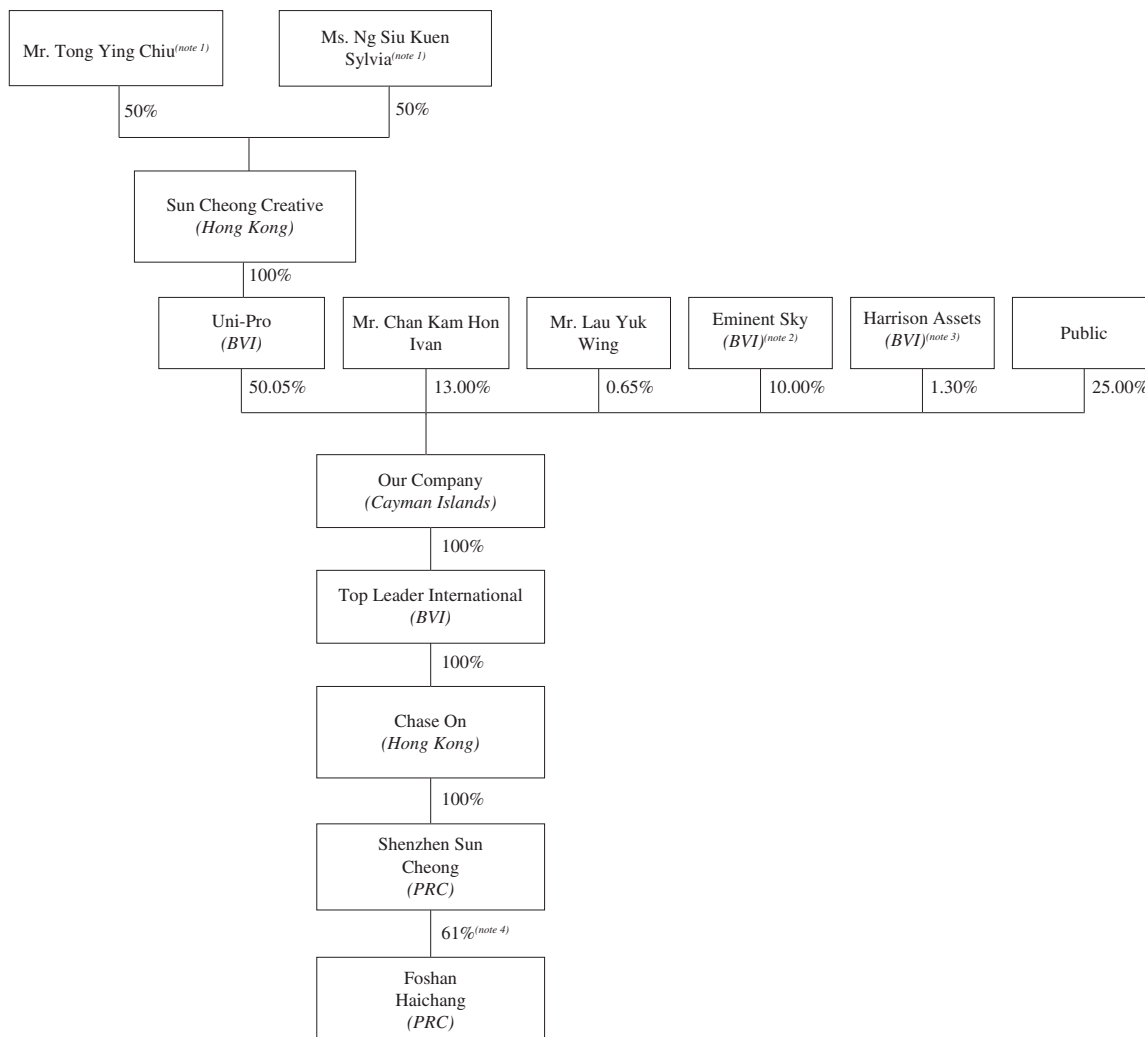 Mr. Tong Ying Chiu(note 1)
Ms. Ng Siu Kuen
Sylvia(note 1)
50%
50%
Sun Cheong Creative
(Hong Kong)
100%
Uni-Pro
(BVI)
Mr. Chan Kam Hon
Ivan
Mr. Lau Yuk
Wing
Eminent Sky
(BVI)(note 2)
Harrison Assets
(BVI)(note 3)
Public
50.05%
13.00%
0.65%
10.00%
1.30%
25.00%
Our Company
(Cayman Islands)
100%
Top Leader International
(BVI)
100%
Chase On
(Hong Kong)
100%
Shenzhen Sun
Cheong
(PRC)
61%(note 4)
Foshan
Haichang
(PRC)